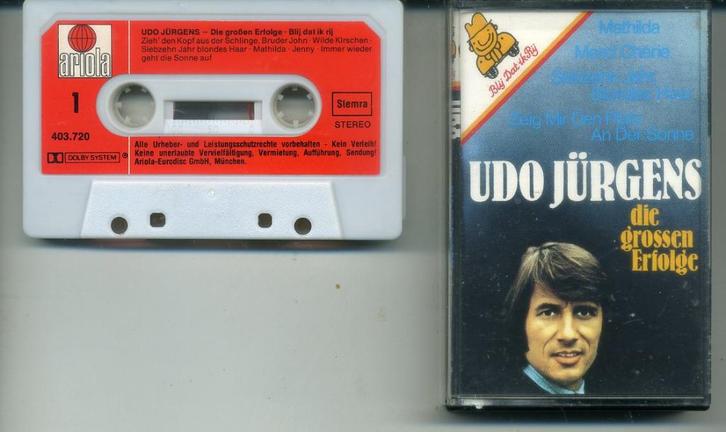 ariola
UDO JÜRGENS – Die großen Erfolge · Blij dat ik rij
Zieh' den Kopf aus der Schlinge, Bruder John · Wilde Kirschen ·
Siebzehn Jahr blondes Haar · Mathilda · Jenny · Immer wieder
geht die Sonne auf
1
403.720
Stemra
STEREO
DOLBY SYSTEM ®
Alle Urheber- und Leistungsschutzrechte vorbehalten - Kein Verleih!
Keine unerlaubte Vervielfältigung, Vermietung, Aufführung, Sendung!
Ariola-Eurodisc GmbH, München.
Blij Dat ik Rij
Mathilda
Merci Chérie
Siebzehn Jahr
Blondes Haar
Zeig Mir Den Platz
An Der Sonne
UDO JÜRGENS
die
grossen
Erfolge